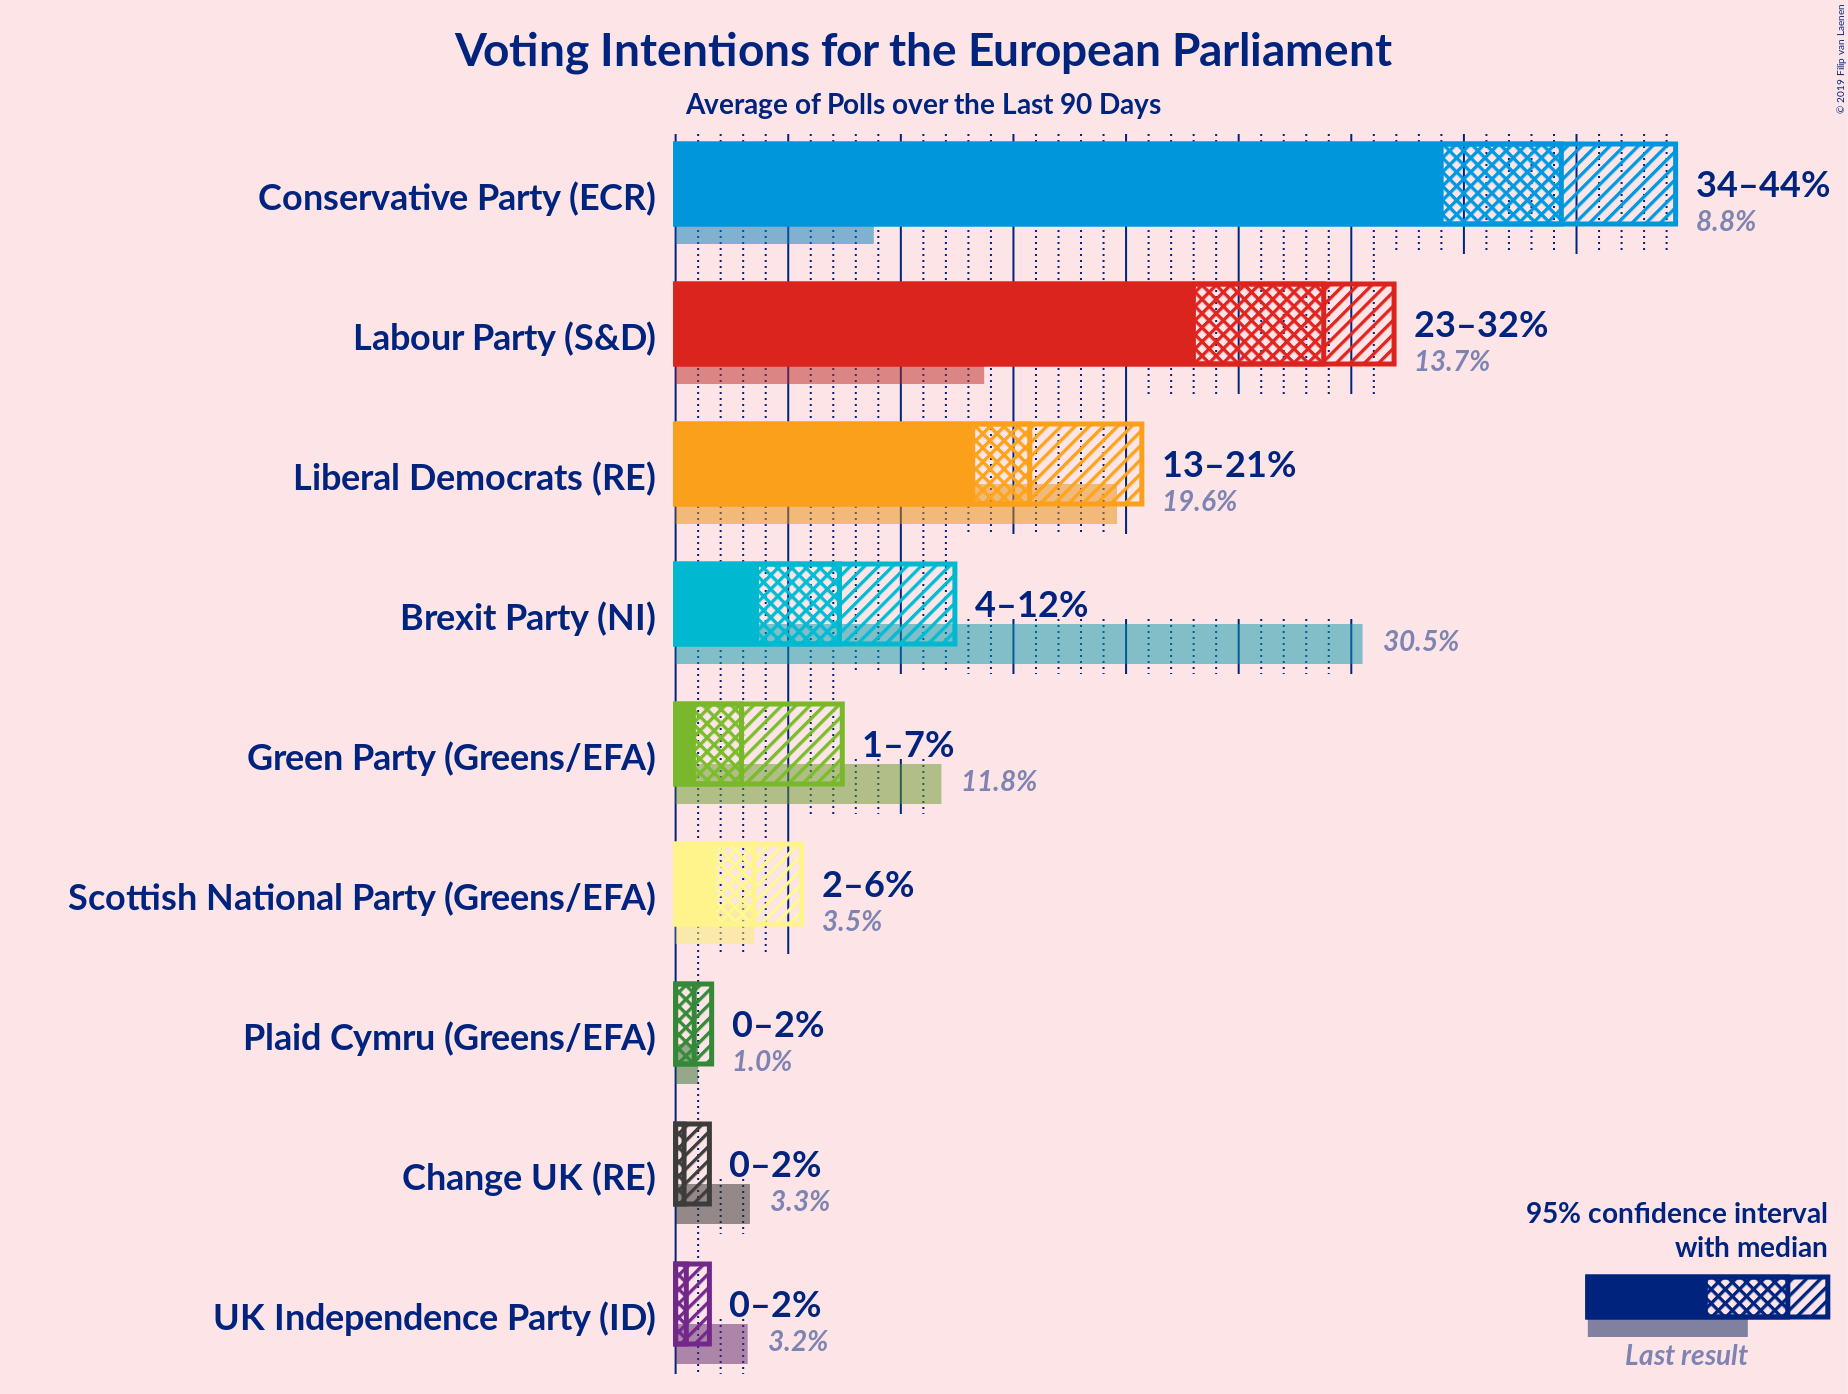 Voting Intentions for the European Parliament
Average of Polls over the Last 90 Days
© 2019 Filip van Laenen
Conservative Party (ECR)
34–44%
8.8%
Labour Party (S&D)
23–32%
13.7%
Liberal Democrats (RE)
13–21%
19.6%
Brexit Party (NI)
4–12%
30.5%
Green Party (Greens/EFA)
1–7%
11.8%
Scottish National Party (Greens/EFA)
2–6%
3.5%
Plaid Cymru (Greens/EFA)
0–2%
1.0%
Change UK (RE)
0–2%
3.3%
UK Independence Party (ID)
0–2%
3.2%
95% confidence interval
with median
Last result